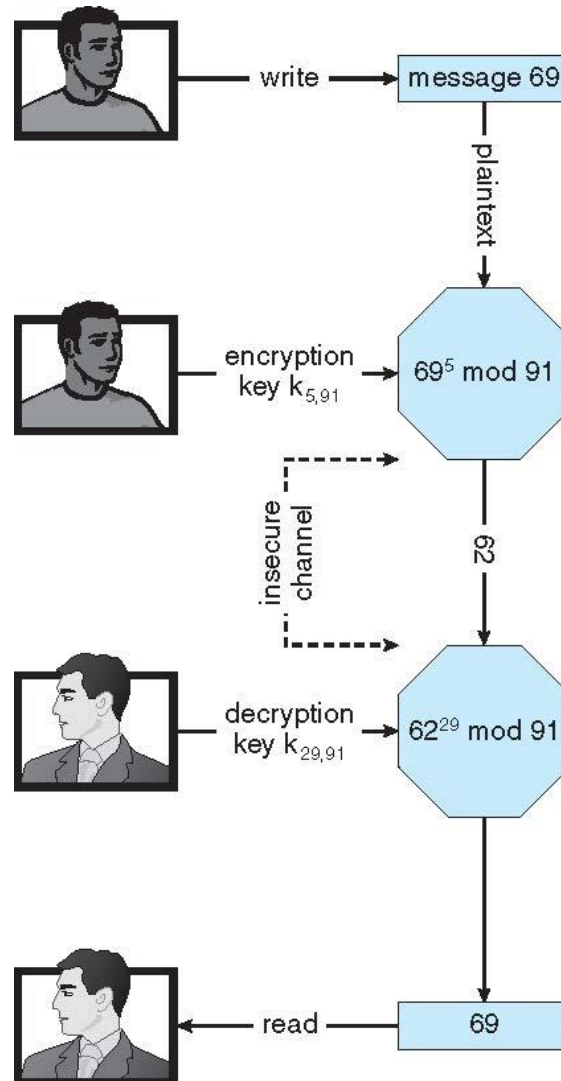 write
message 69
plaintext
encryption
key k₅,₉₁
69⁵ mod 91
insecure
channel
62
decryption
key k₂₉,₉₁
62²⁹ mod 91
read
69